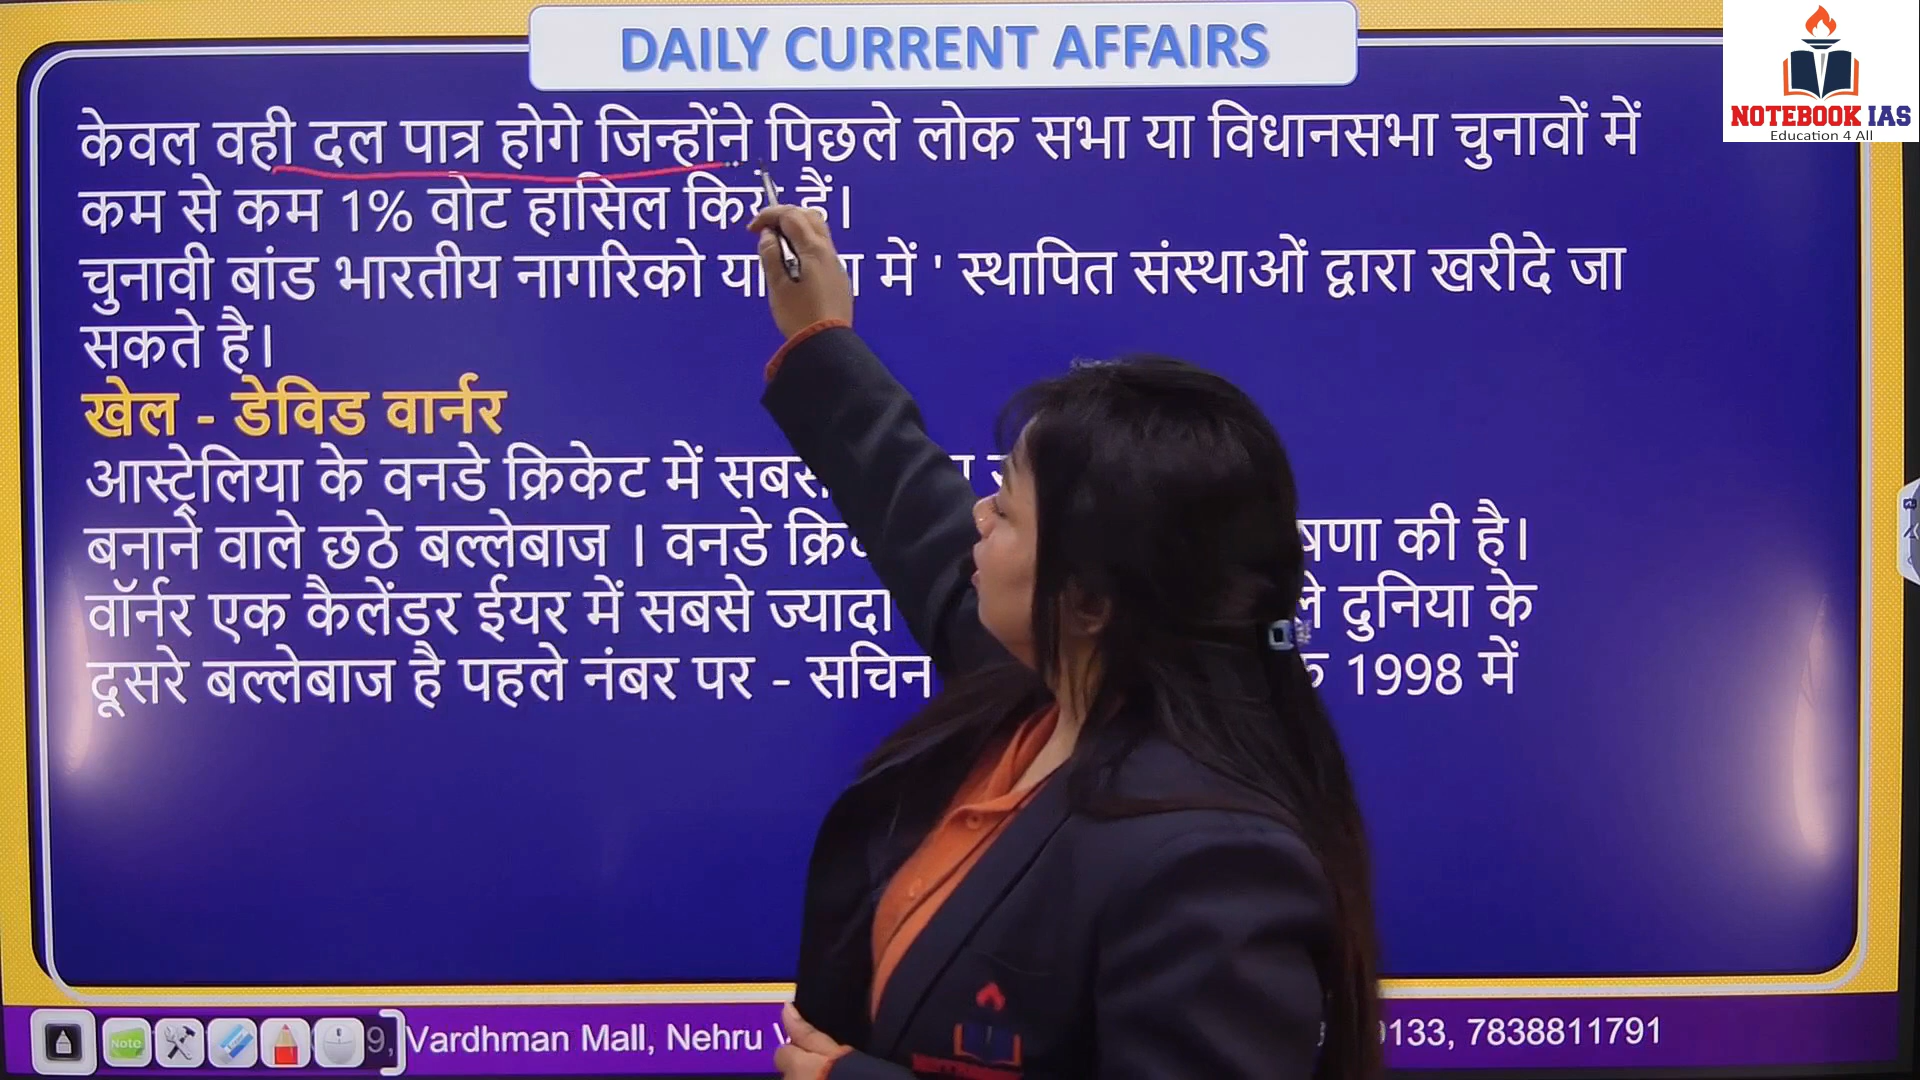 DAILY CURRENT AFFAIRS
NOTEBOOK IAS
Education 4 All
केवल वही दल पात्र होगे जिन्होंने पिछले लोक सभा या विधानसभा चुनावों में
कम से कम 1% वोट हासिल किये हैं।
चुनावी बांड भारतीय नागरिको या में ' स्थापित संस्थाओं द्वारा खरीदे जा
सकते है।
खेल - डेविड वार्नर
आस्ट्रेलिया के वनडे क्रिकेट में
बनाने वाले छठे बल्लेबाज । वनडे की है।
वॉर्नर एक कैलेंडर ईयर में सबसे ज्यादा दुनिया के
दूसरे बल्लेबाज है पहले नंबर पर - सचिन 1998 में
Note
9, Vardhman Mall, Nehru 133, 7838811791